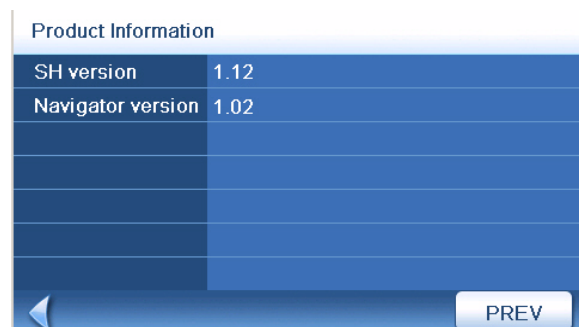 Product Information
SH version 1.12
Navigator version 1.02
PREV